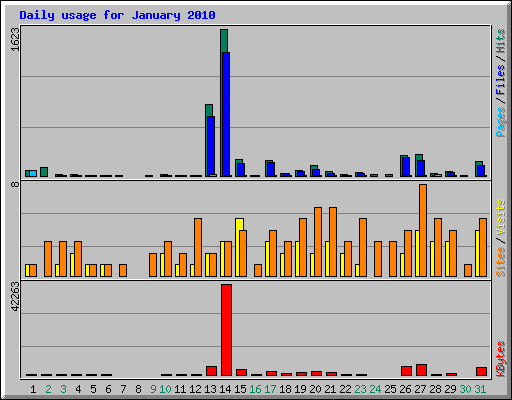 Daily usage for January 2010
1623
Pages / Files / Hits
8
Sites / Visits
42263
KBytes
1 2 3 4 5 6 7 8 9 10 11 12 13 14 15 16 17 18 19 20 21 22 23 24 25 26 27 28 29 30 31